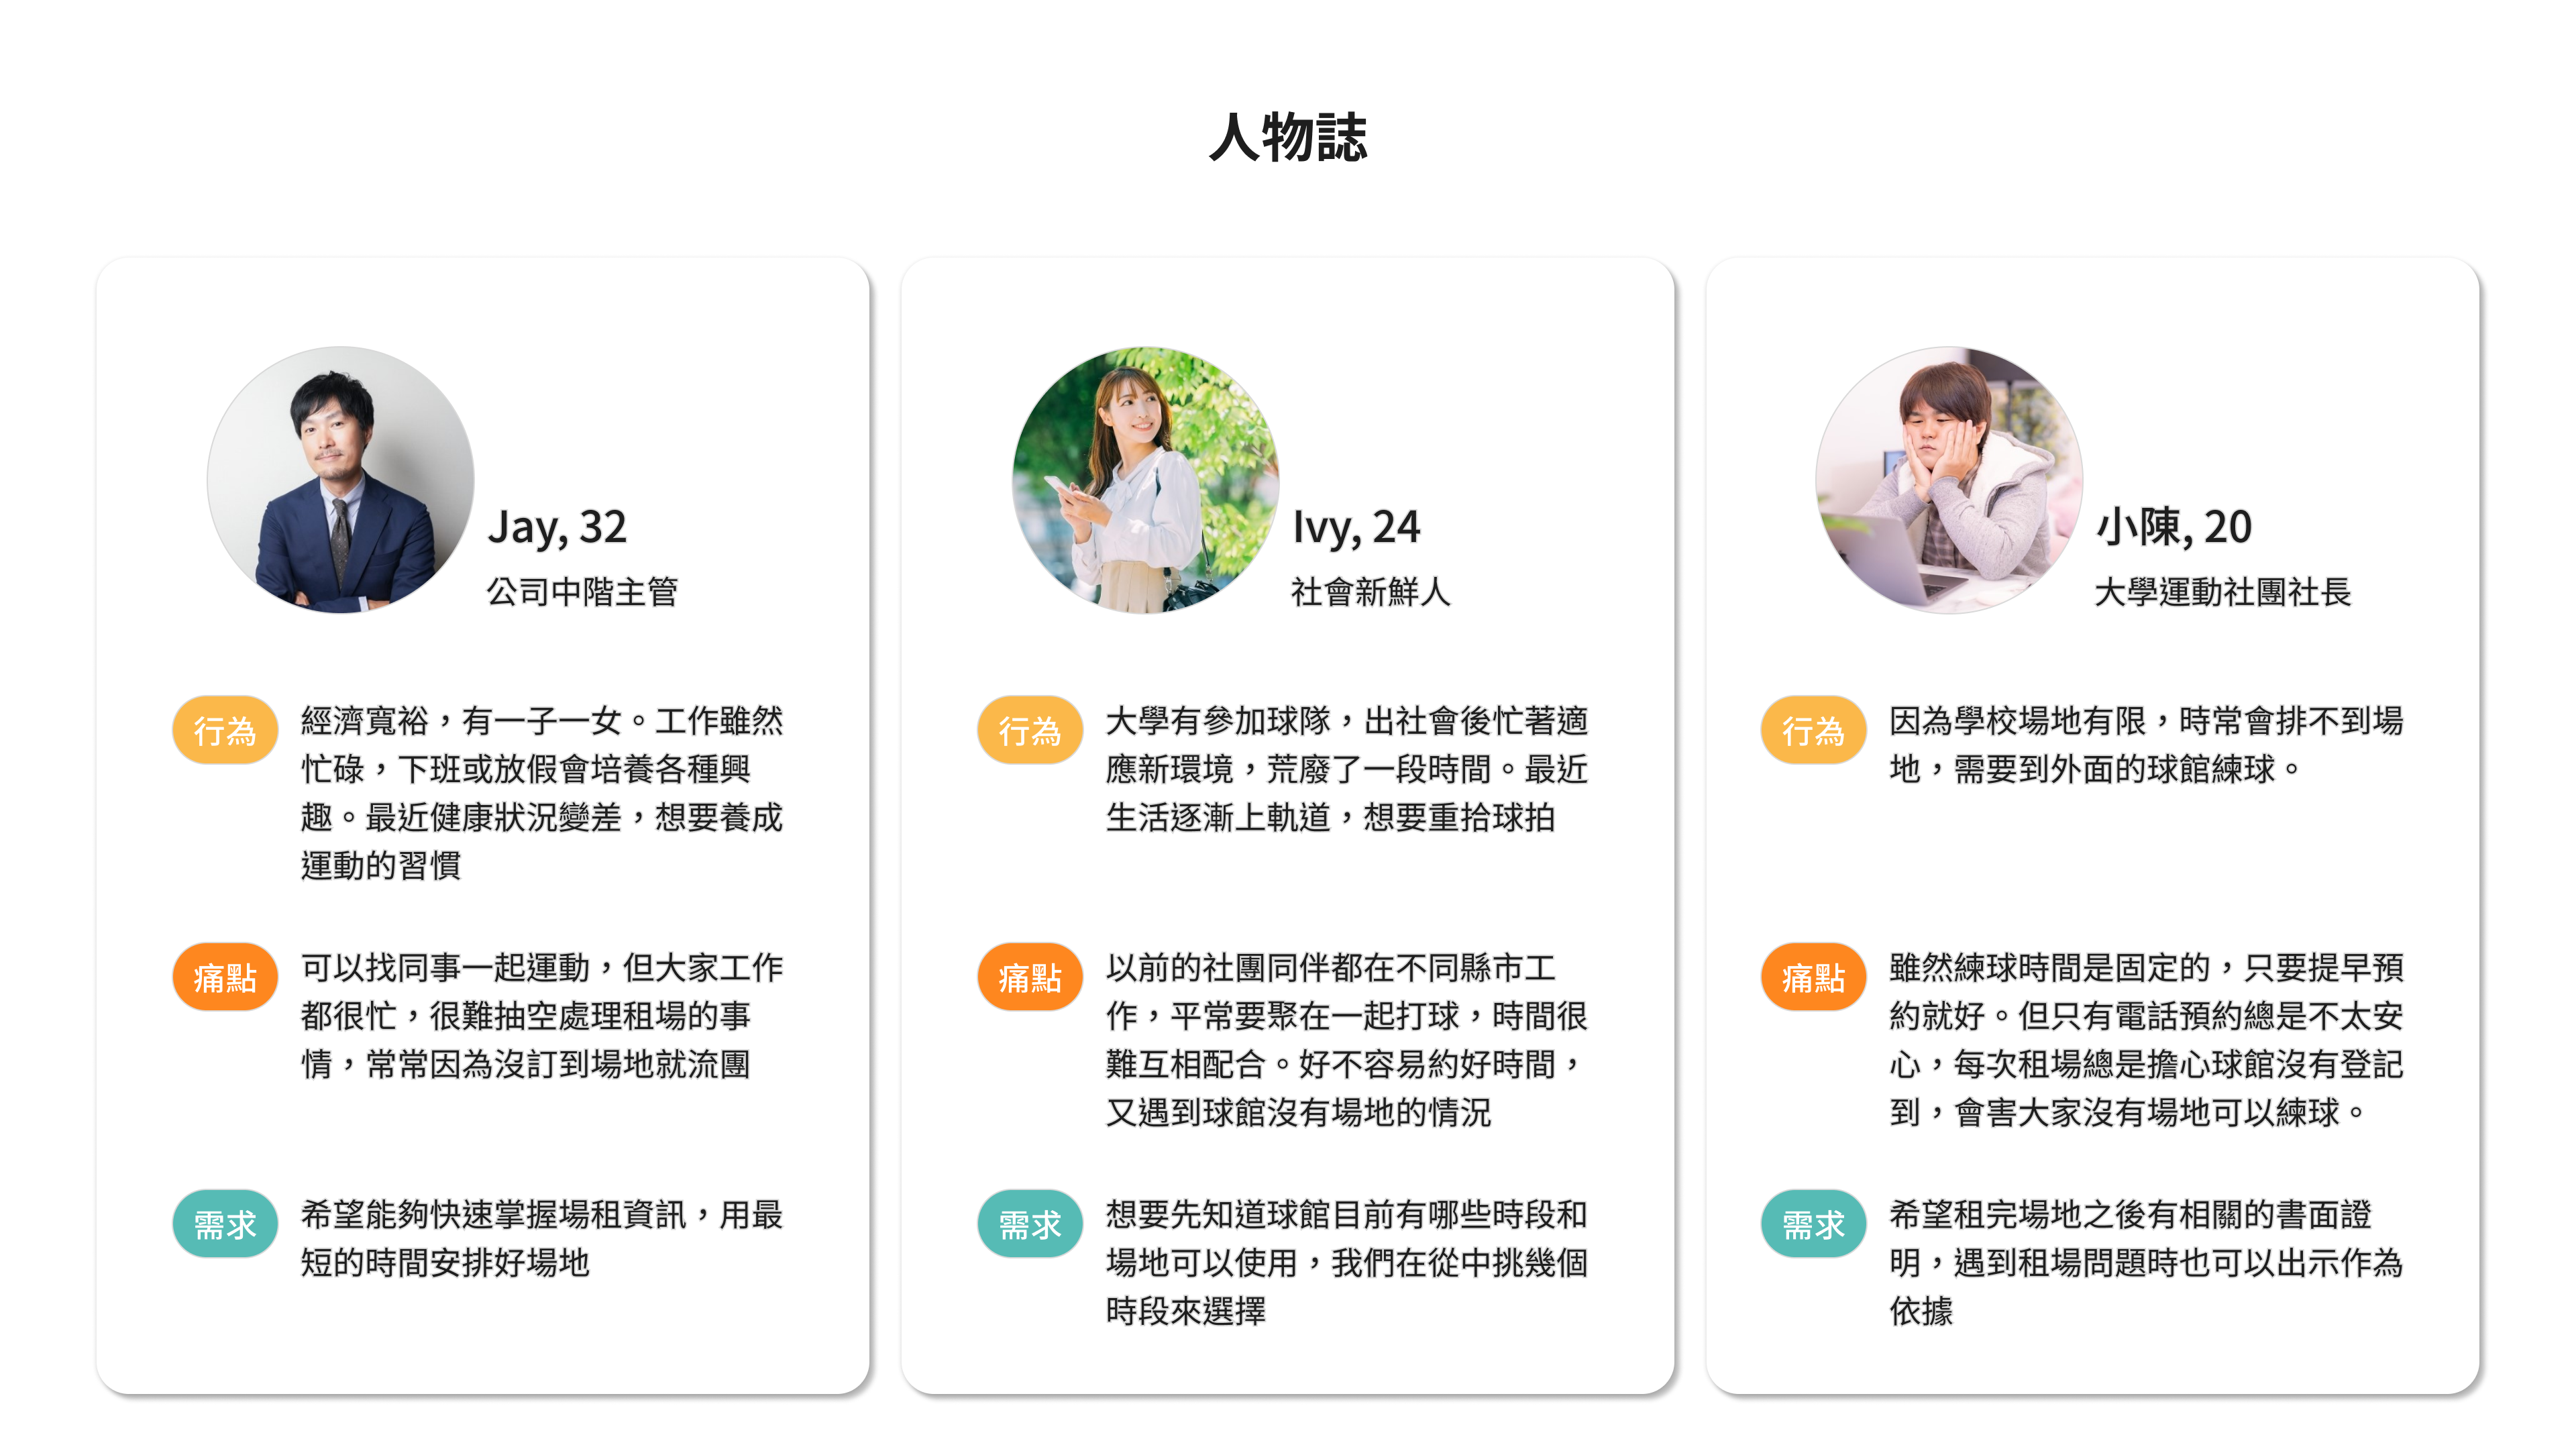 人物誌
Jay, 32
公司中階主管
行為
經濟寬裕，有一子一女。工作雖然
忙碌，下班或放假會培養各種興
趣。最近健康狀況變差，想要養成
運動的習慣
痛點
可以找同事一起運動，但大家工作
都很忙，很難抽空處理租場的事
情，常常因為沒訂到場地就流團
需求
希望能夠快速掌握場租資訊，用最
短的時間安排好場地
Ivy, 24
社會新鮮人
行為
大學有參加球隊，出社會後忙著適
應新環境，荒廢了一段時間。最近
生活逐漸上軌道，想要重拾球拍
痛點
以前的社團同伴都在不同縣市工
作，平常要聚在一起打球，時間很
難互相配合。好不容易約好時間，
又遇到球館沒有場地的情況
需求
想要先知道球館目前有哪些時段和
場地可以使用，我們在從中挑幾個
時段來選擇
小陳, 20
大學運動社團社長
行為
因為學校場地有限，時常會排不到場
地，需要到外面的球館練球。
痛點
雖然練球時間是固定的，只要提早預
約就好。但只有電話預約總是不太安
心，每次租場總是擔心球館沒有登記
到，會害大家沒有場地可以練球。
需求
希望租完場地之後有相關的書面證
明，遇到租場問題時也可以出示作為
依據